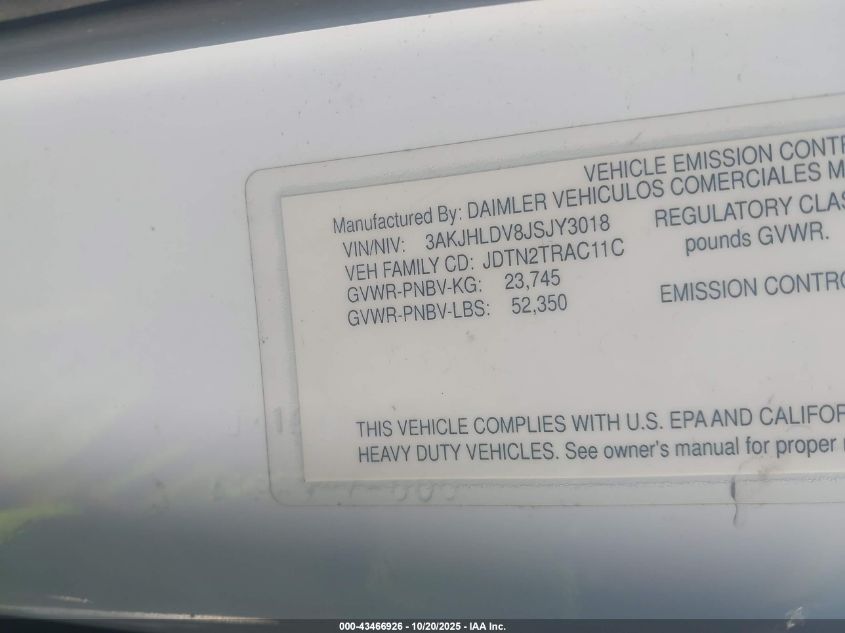 VEHICLE EMISSION CONTR
Manufactured By: DAIMLER VEHICULOS COMERCIALES M
VIN/NIV: 3AKJHLDV8JSJY3018
REGULATORY CLAS
VEH FAMILY CD: JDTN2TRAC11C
pounds GVWR.
GVWR-PNBV-KG: 23,745
GVWR-PNBV-LBS: 52,350
EMISSION CONTRO
THIS VEHICLE COMPLIES WITH U.S. EPA AND CALIFOR
HEAVY DUTY VEHICLES. See owner's manual for proper
000-43466926 - 10/20/2025 - IAA Inc.